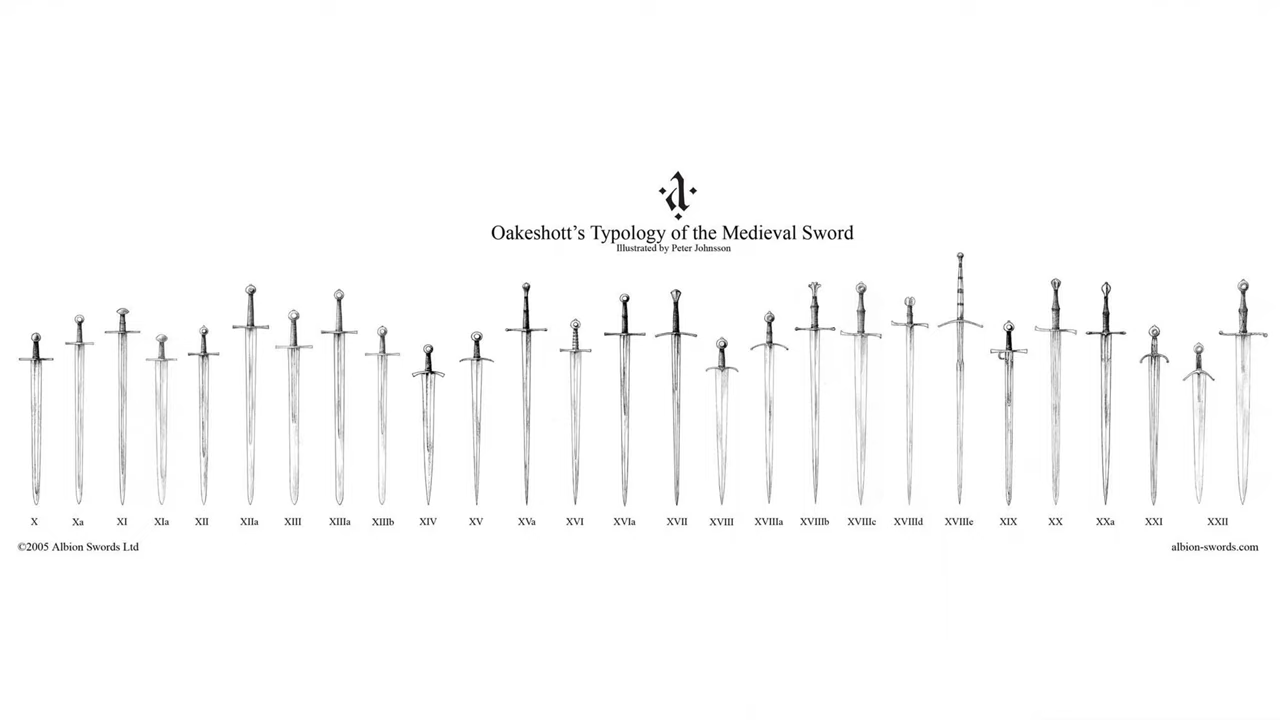 a
Oakeshott's Typology of the Medieval Sword
Illustrated by Peter Johnsson
X Xa XI XIa XII XIIa XIII XIIIa XIIIb XIV XV XVa XVI XVIa XVII XVIII XVIIIa XVIIIb XVIIIc XVIIId XVIIIe XIX XX XXa XXI XXII
©2005 Albion Swords Ltd
albion-swords.com